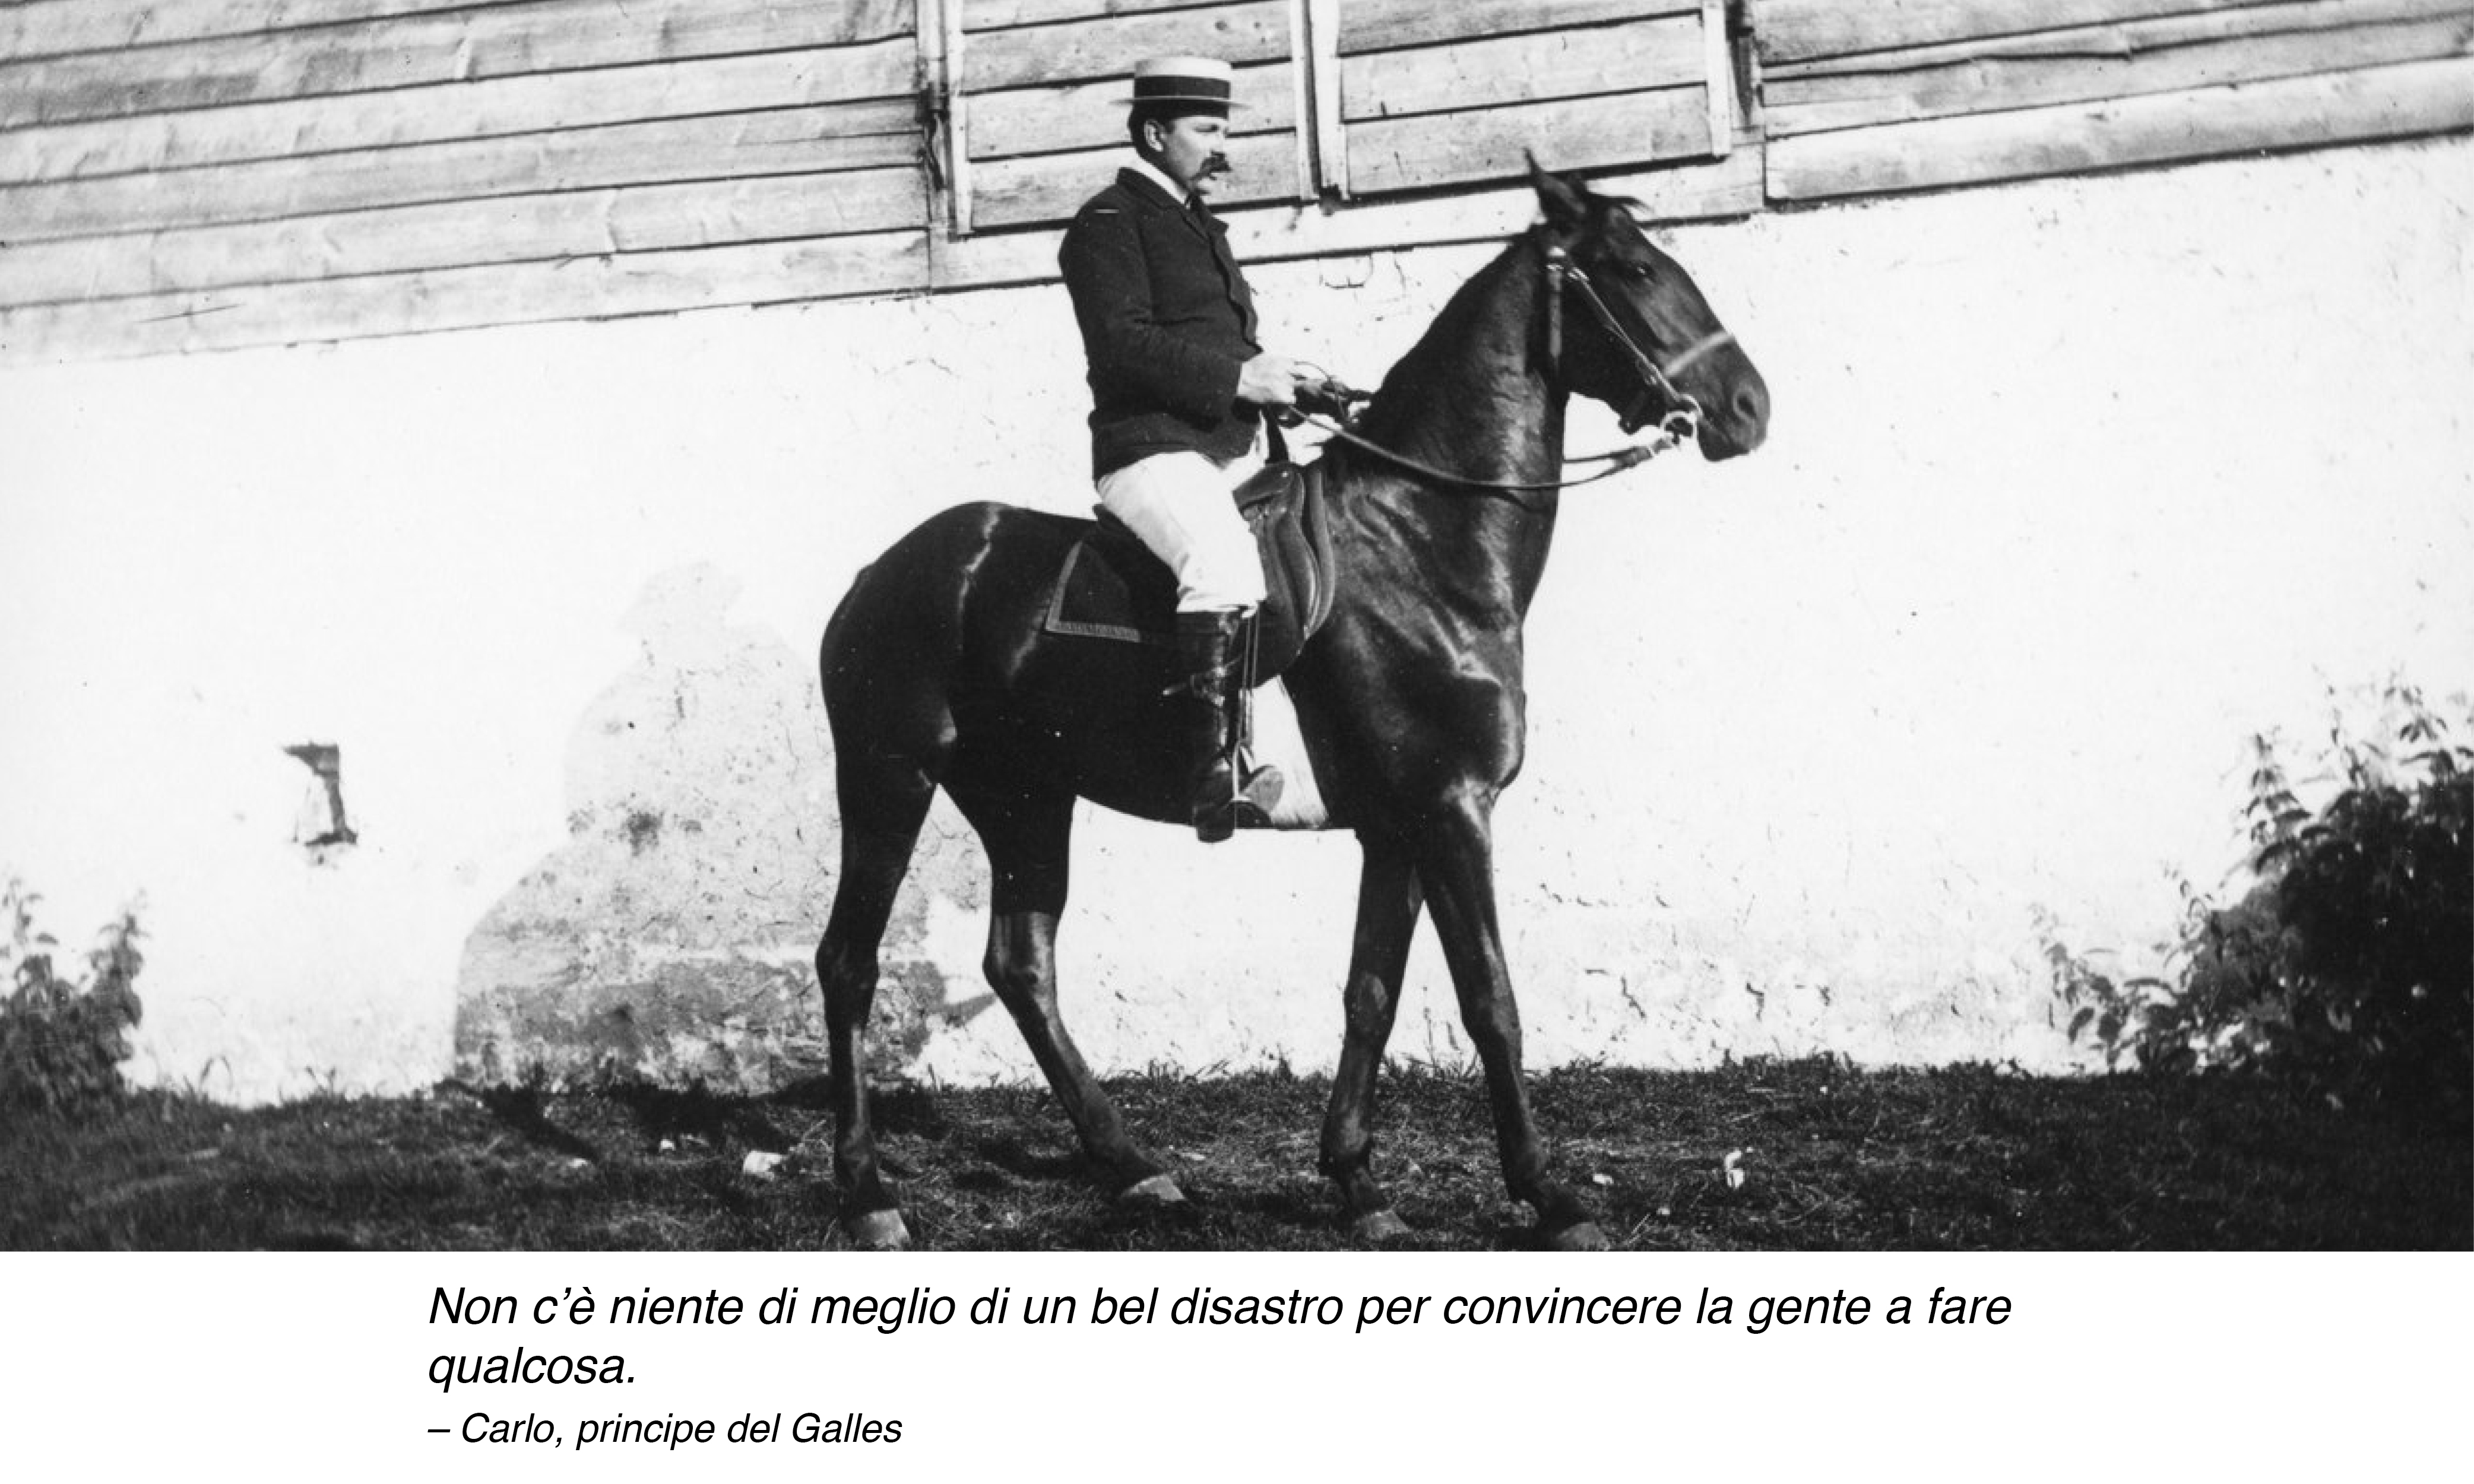 Non c’è niente di meglio di un bel disastro per convincere la gente a fare
qualcosa.
– Carlo, principe del Galles